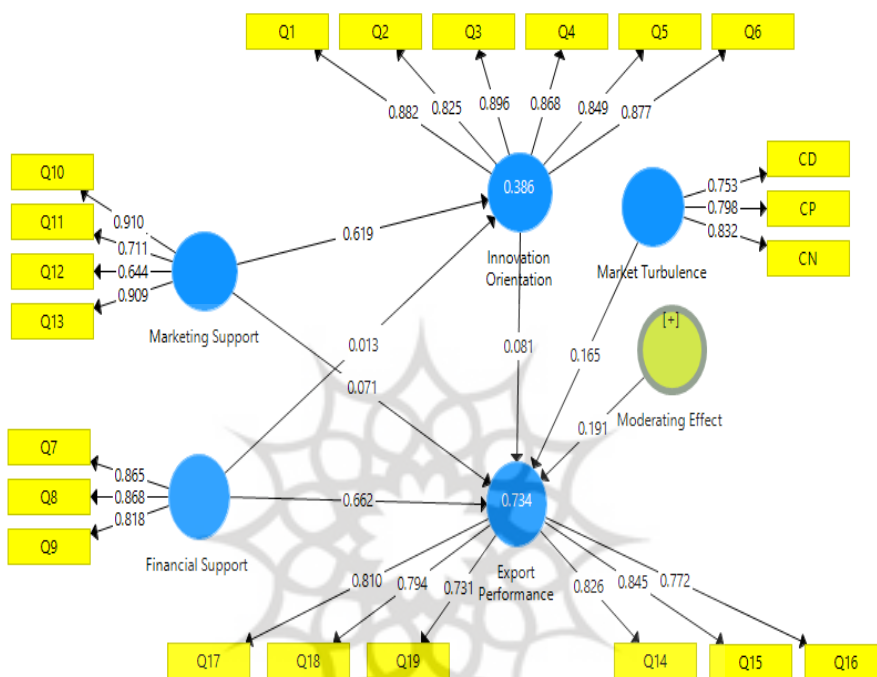 Q1
Q2
Q3
Q4
Q5
Q6
0.882
0.825
0.896
0.868
0.849
0.877
Q10
Q11
Q12
Q13
0.910
0.711
0.644
0.909
Marketing Support
0.619
0.386
Innovation
Orientation
Market Turbulence
0.753
0.798
0.832
CD
CP
CN
0.013
0.071
0.081
0.165
[+]
Moderating Effect
0.191
Q7
Q8
Q9
0.865
0.868
0.818
Financial Support
0.662
0.734
Export
Performance
0.810
0.794
0.731
0.826
0.845
0.772
Q17
Q18
Q19
Q14
Q15
Q16